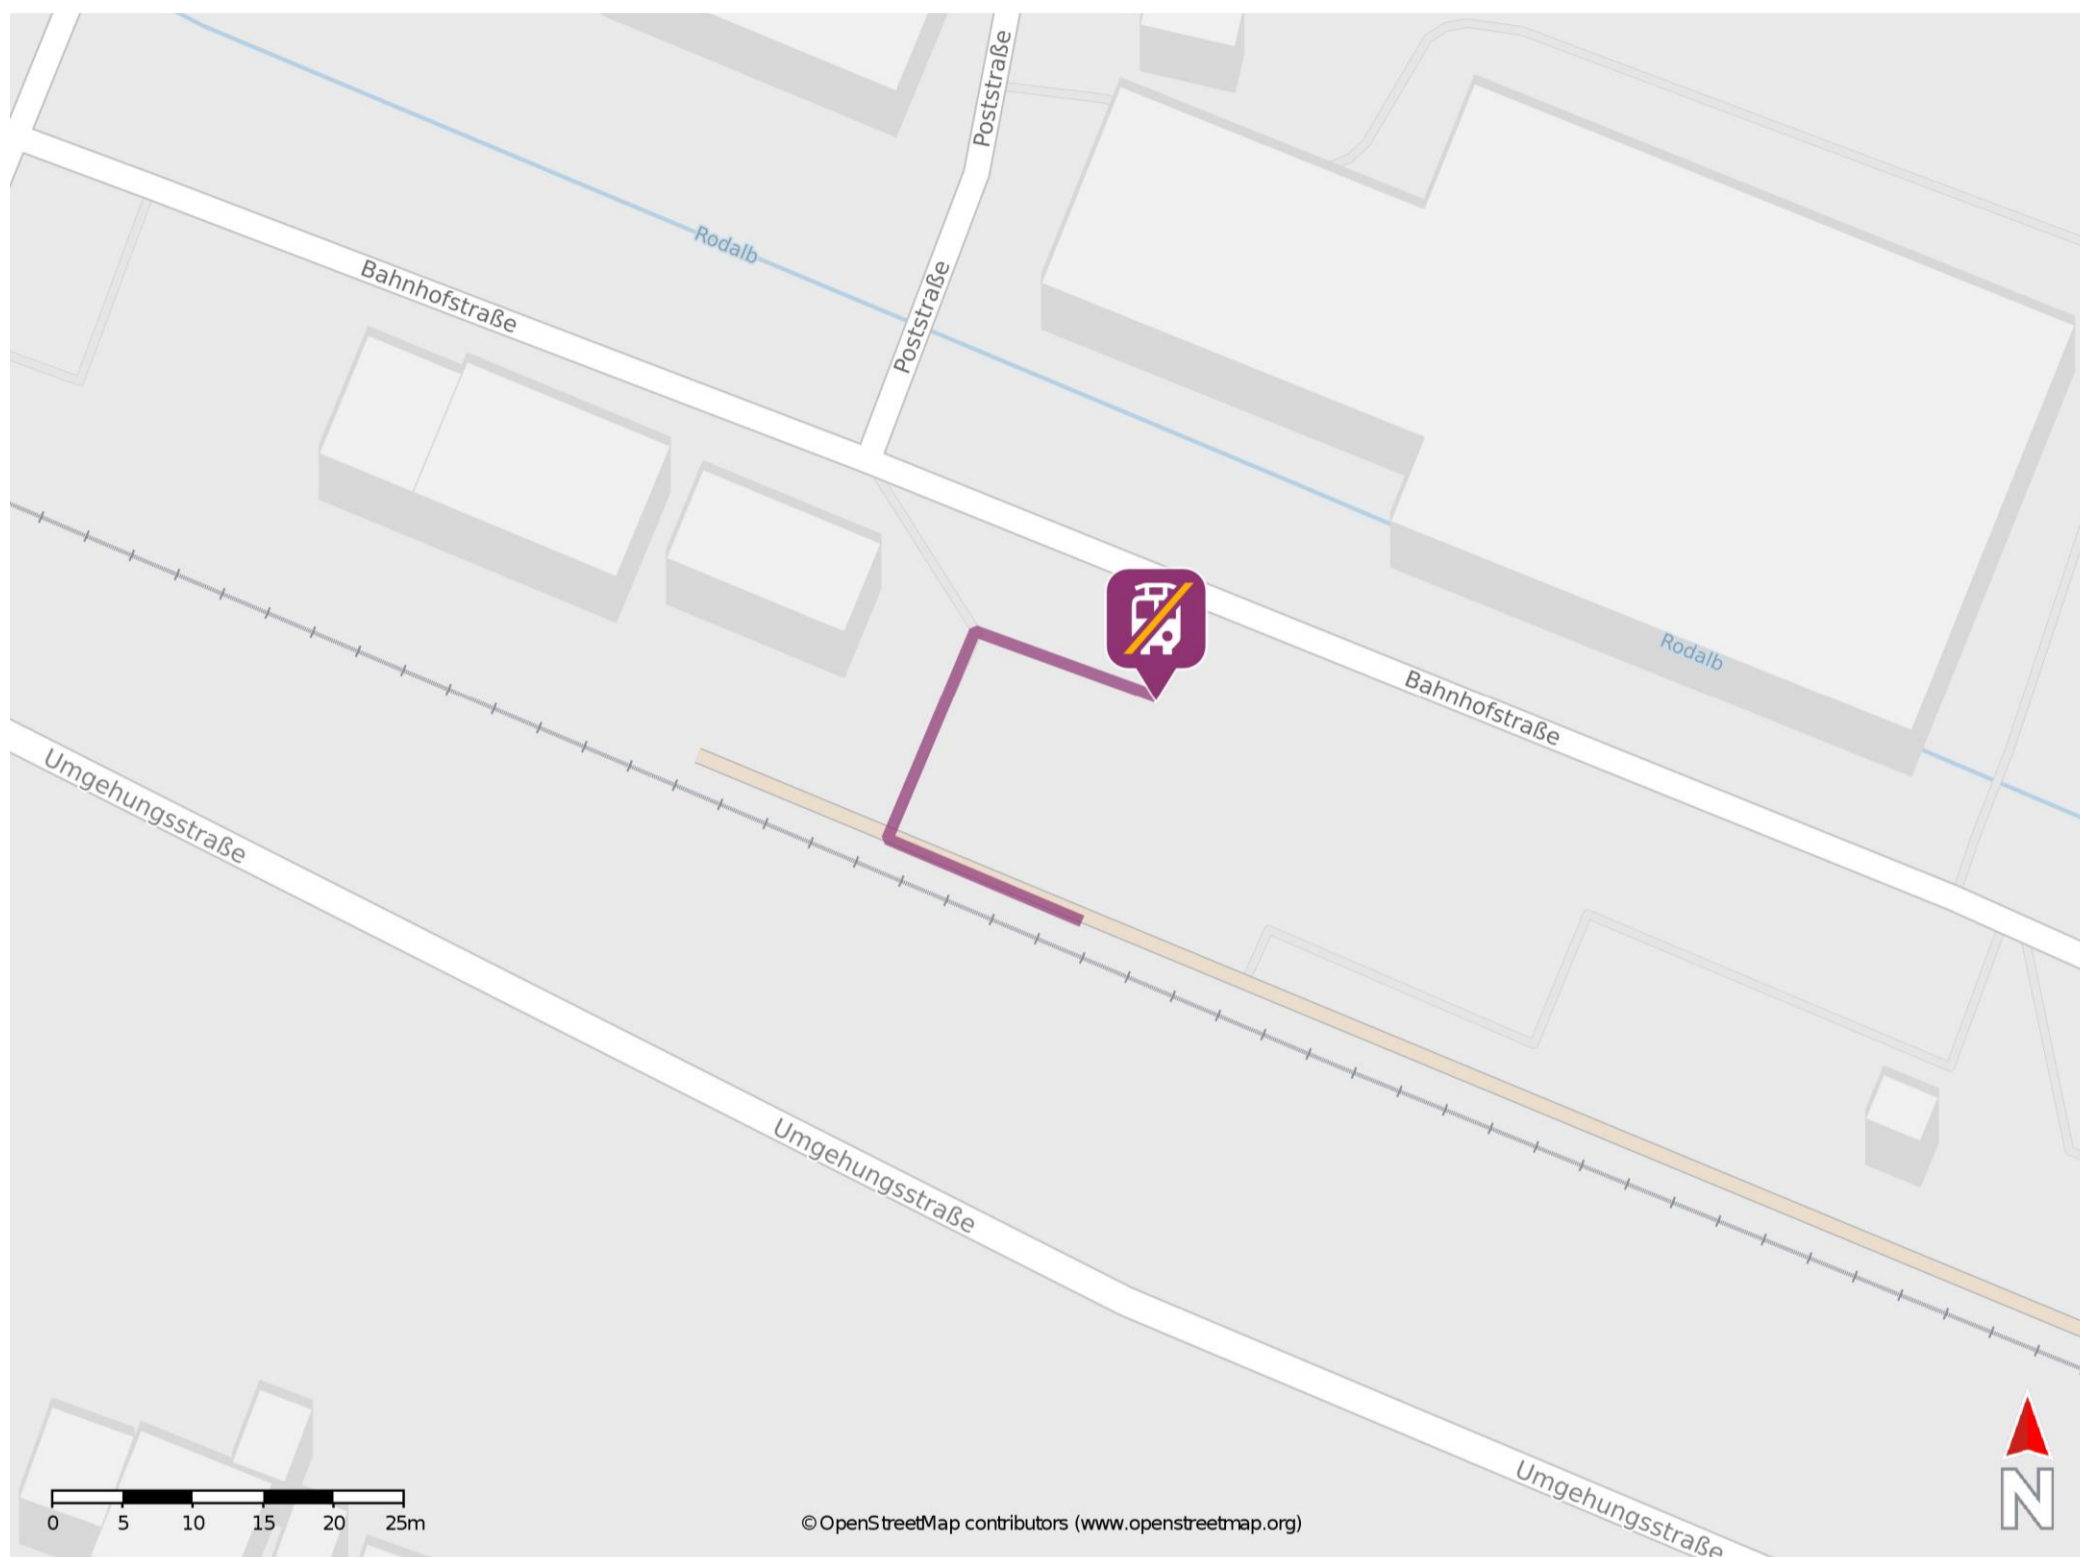 Poststraße
Rodalb
Bahnhofstraße
Poststraße
Rodalb
Bahnhofstraße
Umgehungsstraße
Umgehungsstraße
Umgehungsstraße
0 5 10 15 20 25m
© OpenStreetMap contributors (www.openstreetmap.org)
N